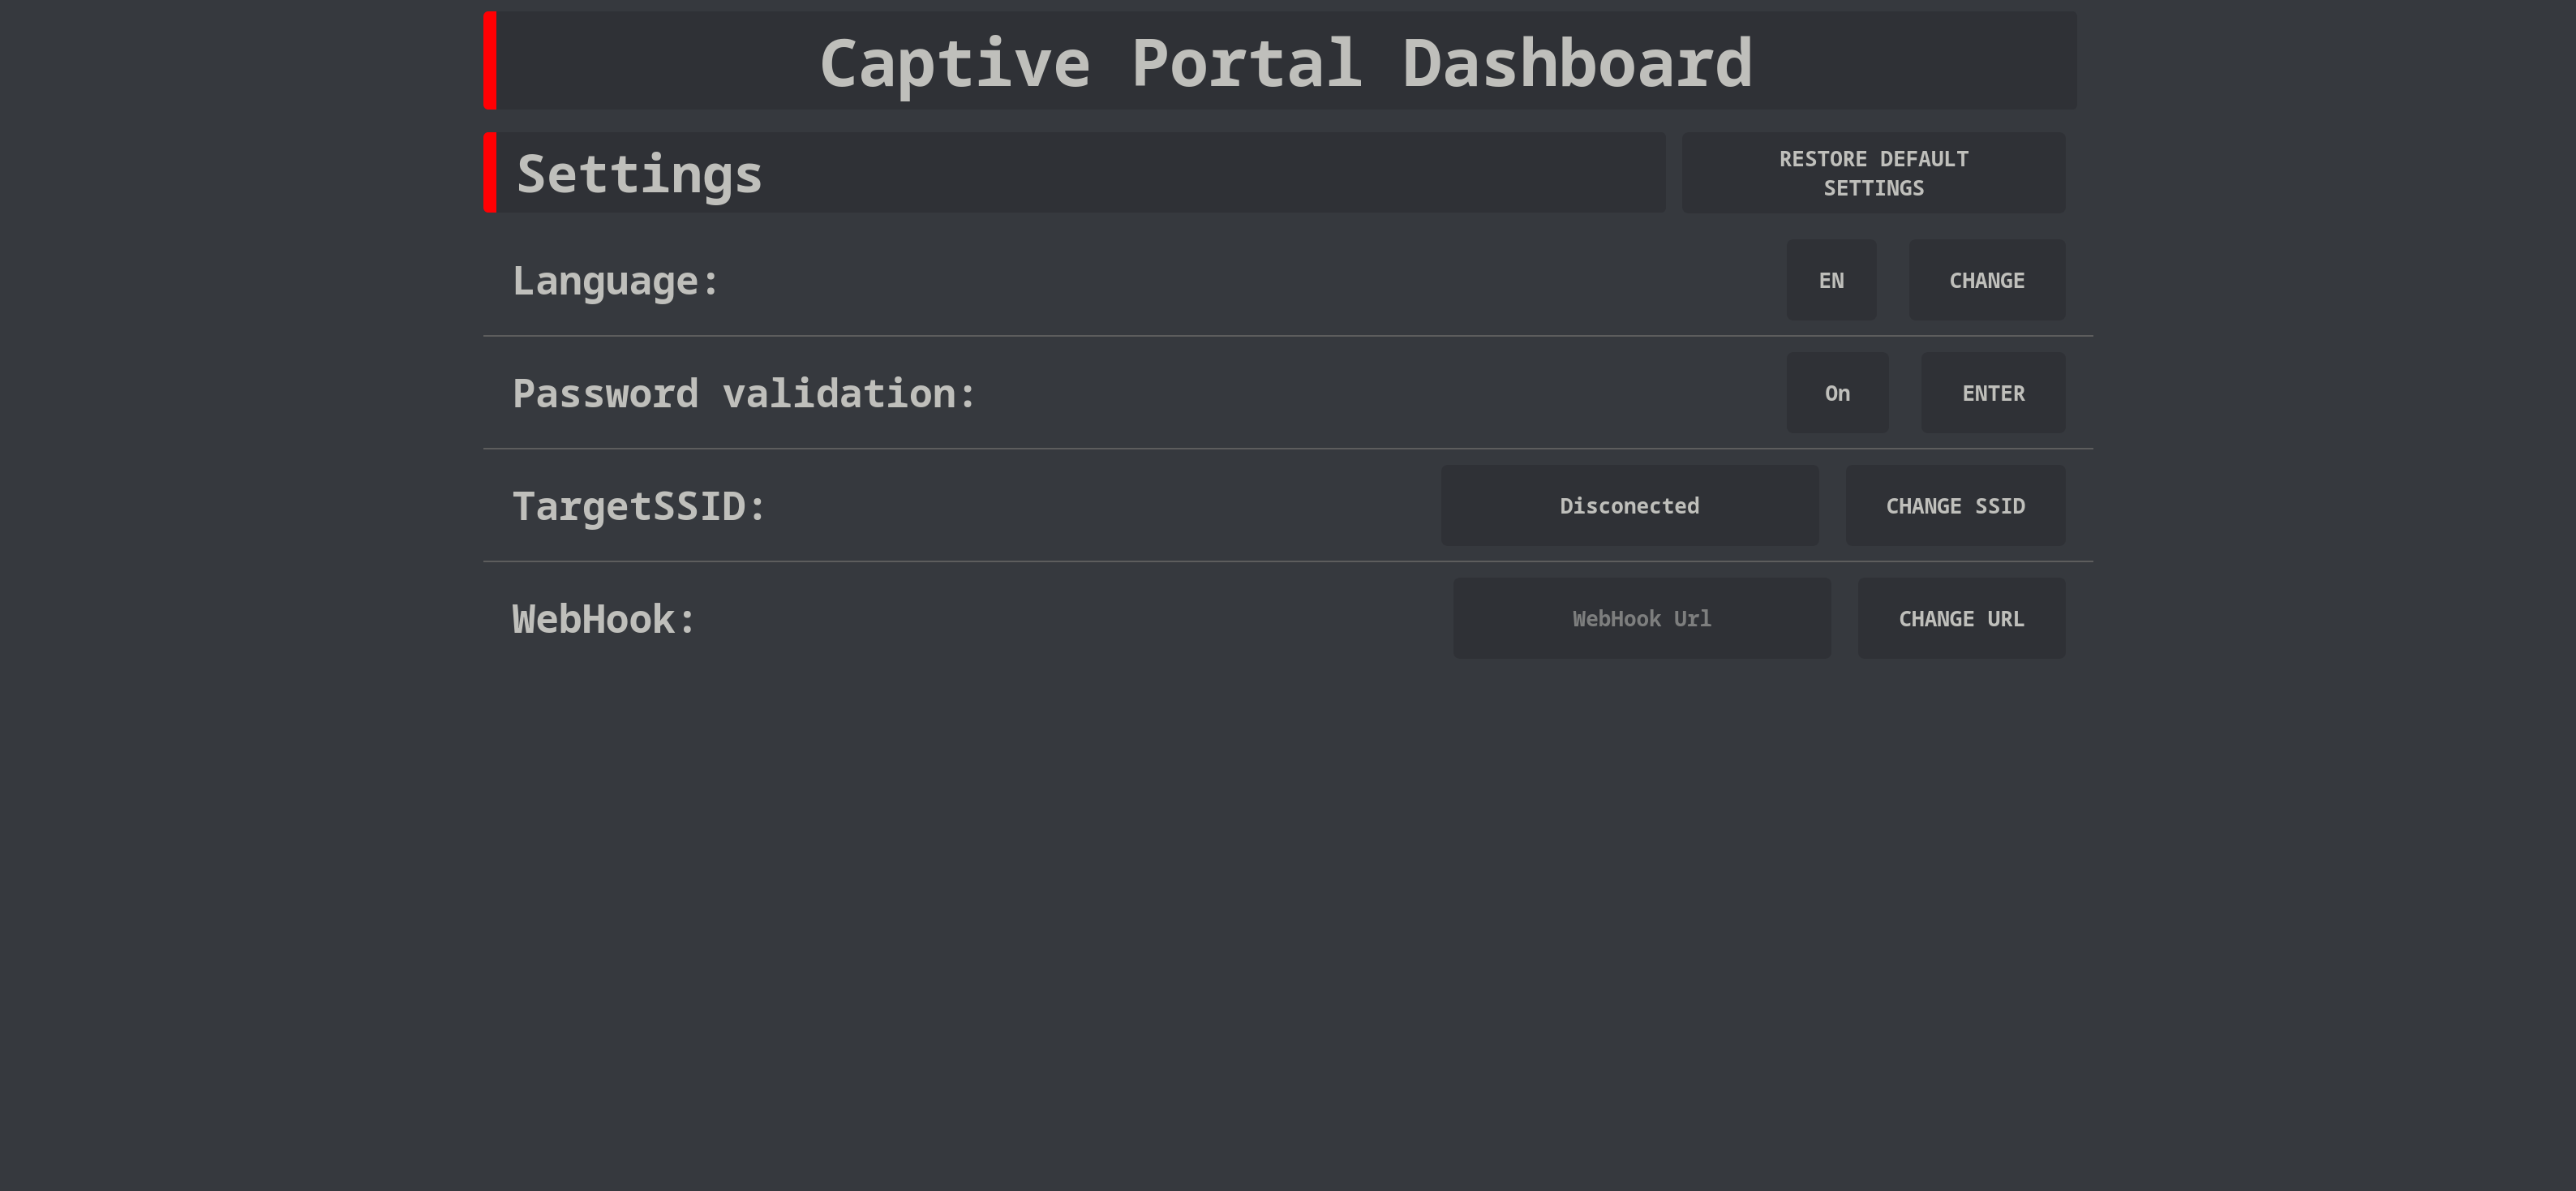 Captive Portal Dashboard
Settings
RESTORE DEFAULT
SETTINGS
Language:
EN
CHANGE
Password validation:
On
ENTER
TargetSSID:
Disconected
CHANGE SSID
WebHook:
WebHook Url
CHANGE URL